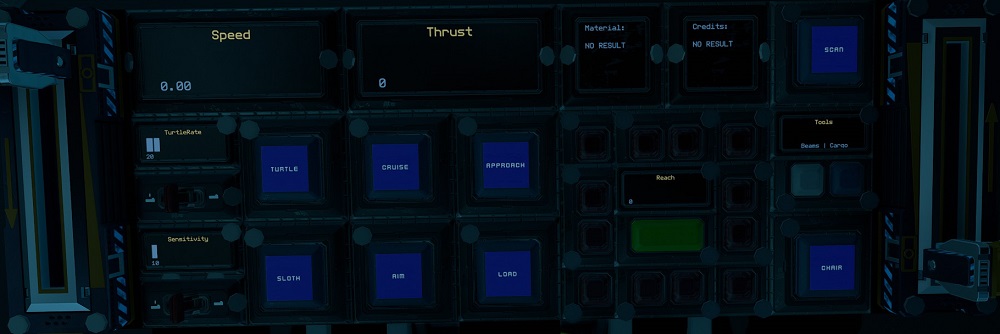 Speed
0.00
Thrust
0
Material:
NO RESULT
Credits:
NO RESULT
SCAN
TurtleRate
20
TURTLE
CRUISE
APPROACH
Tools
Beams | Cargo
Reach
0
Sensitivity
10
SLOTH
AIM
LOAD
CHAIR